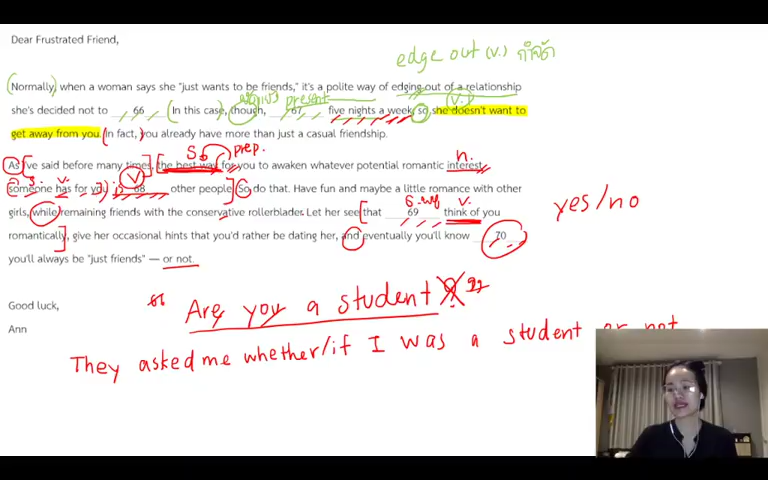 Dear Frustrated Friend,
edge out (v.) กำจัด
Normally, when a woman says she "just wants to be friends," it's a polite way of edging out of a relationship
present
she's decided not to 66 (In this case, though, 67 five nights a week, so she doesn't want to
(v.)
get away from you. (In fact, you already have more than just a casual friendship.
S. prep. n.
As I've said before many times, the best way for you to awaken whatever potential romantic interest
s. v. v
someone has for you is 68 other people. So do that. Have fun and maybe a little romance with other
v.
girls, while remaining friends with the conservative rollerblader. Let her see that 69 think of you
yes/no
romantically, give her occasional hints that you'd rather be dating her, and eventually you'll know 70
you'll always be "just friends" — or not.
Good luck,
Are you a student?
Ann
They asked me whether/if I was a student or not